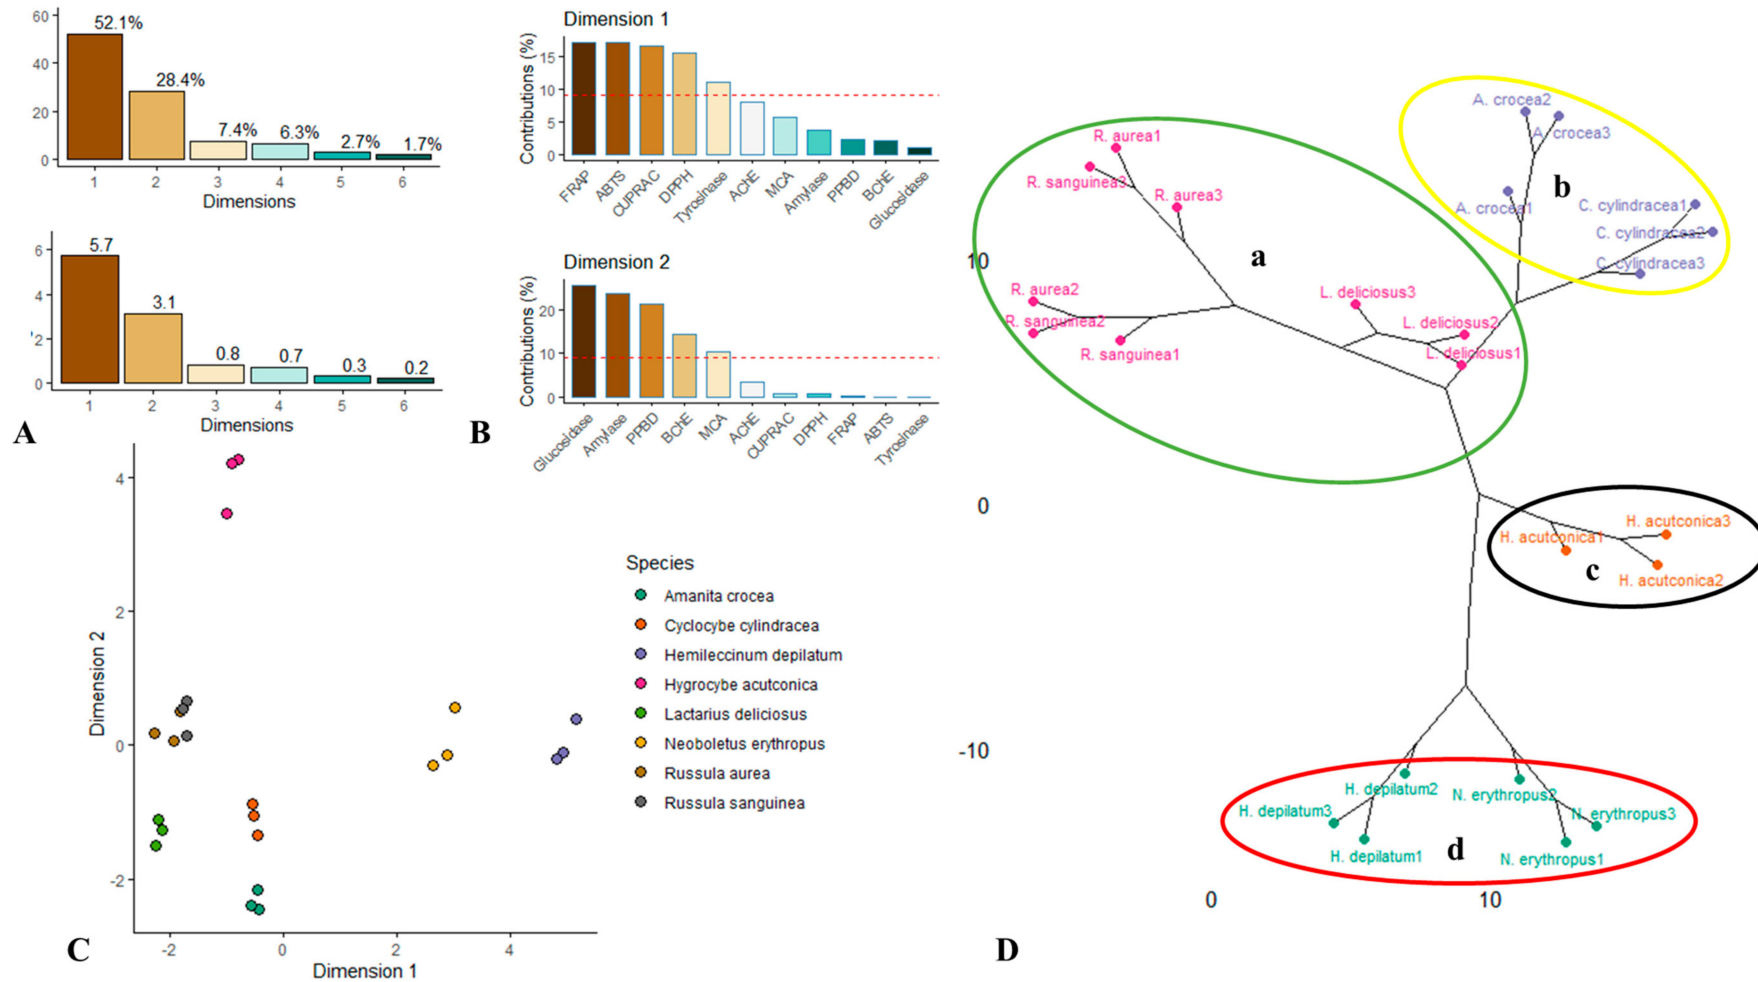 60
40
20
0
52.1%
28.4%
7.4%
6.3%
2.7%
1.7%
1 2 3 4 5 6
Dimensions
6
4
2
0
5.7
3.1
0.8
0.7
0.3
0.2
1 2 3 4 5 6
Dimensions
A
Dimension 1
Contributions (%)
15
10
5
0
FRAP
ABTS
CUPRAC
DPPH
Tyrosinase
AChE
MCA
Amylase
PPBD
BChE
Glucosidase
Dimension 2
Contributions (%)
20
10
0
Glucosidase
Amylase
PPBD
BChE
MCA
AChE
CUPRAC
DPPH
FRAP
ABTS
Tyrosinase
B
4
2
0
-2
Dimension 2
-2 0 2 4
Dimension 1
C
Species
Amanita crocea
Cyclocybe cylindracea
Hemileccinum depilatum
Hygrocybe acutconica
Lactarius deliciosus
Neoboletus erythropus
Russula aurea
Russula sanguinea
A. crocea2
A. crocea3
A. crocea1
b
C. cylindracea1
C. cylindracea2
C. cylindracea3
R. aurea1
R. sanguinea3
R. aurea3
a
10
R. aurea2
R. sanguinea2
R. sanguinea1
L. deliciosus3
L. deliciosus2
L. deliciosus1
0
H. acutconica3
H. acutconica1
c
H. acutconica2
-10
H. depilatum2
H. depilatum3
H. depilatum1
N. erythropus2
N. erythropus3
N. erythropus1
d
0 10
D